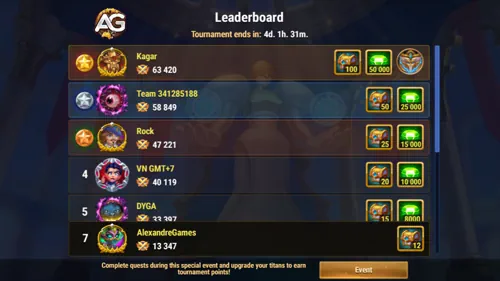 AG
Leaderboard
Tournament ends in: 4d. 1h. 31m.
Kagar
63 420
100
50 000
Team 341285188
58 849
50
25 000
Rock
47 221
25
15 000
4
VN GMT+7
40 119
20
10 000
5
DYGA
33 397
15
8000
7
AlexandreGames
13 347
12
Complete quests during this special event and upgrade your titans to earn
tournament points!
Event